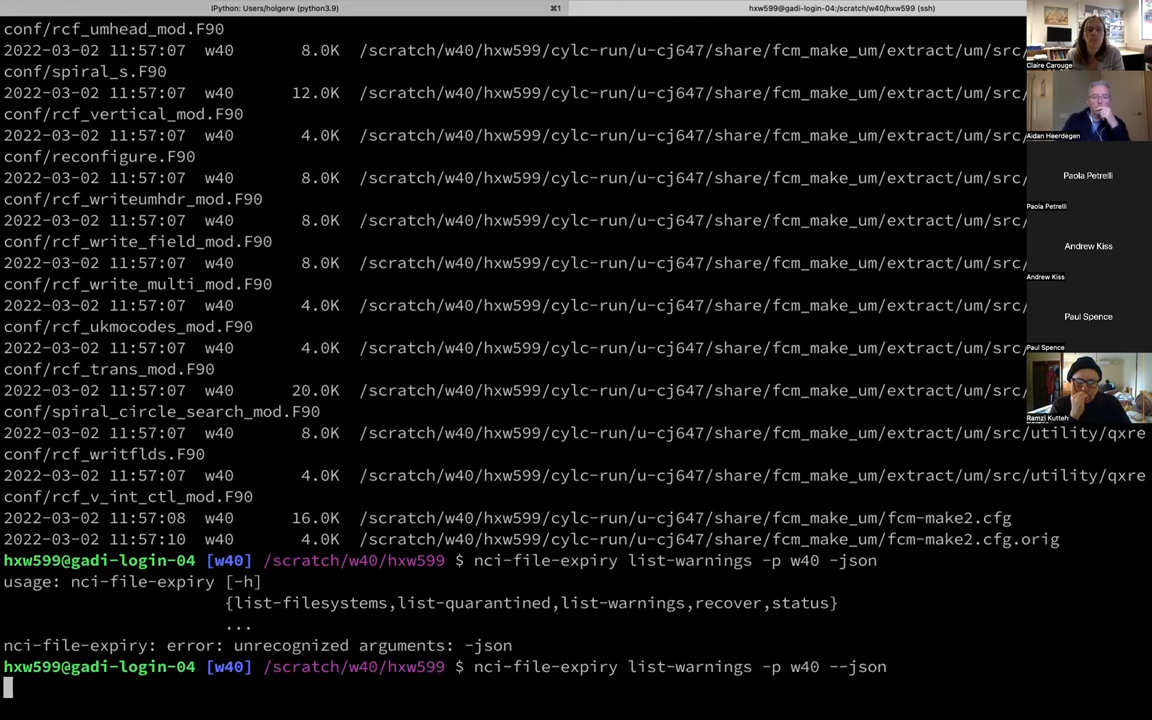 IPython: Users/holgerw (python3.9)
⌘1
hxw599@gadi-login-04:/scratch/w40/hxw599 (ssh)
conf/rcf_umhead_mod.F90
2022-03-02 11:57:07 w40 8.0K /scratch/w40/hxw599/cylc-run/u-cj647/share/fcm_make_um/extract/um/src/
conf/spiral_s.F90
2022-03-02 11:57:07 w40 12.0K /scratch/w40/hxw599/cylc-run/u-cj647/share/fcm_make_um/extract/um/src/
conf/rcf_vertical_mod.F90
2022-03-02 11:57:07 w40 4.0K /scratch/w40/hxw599/cylc-run/u-cj647/share/fcm_make_um/extract/um/src/
conf/reconfigure.F90
2022-03-02 11:57:07 w40 8.0K /scratch/w40/hxw599/cylc-run/u-cj647/share/fcm_make_um/extract/um/src/
conf/rcf_writeumhdr_mod.F90
2022-03-02 11:57:07 w40 8.0K /scratch/w40/hxw599/cylc-run/u-cj647/share/fcm_make_um/extract/um/src/
conf/rcf_write_field_mod.F90
2022-03-02 11:57:07 w40 8.0K /scratch/w40/hxw599/cylc-run/u-cj647/share/fcm_make_um/extract/um/src/
conf/rcf_write_multi_mod.F90
2022-03-02 11:57:07 w40 4.0K /scratch/w40/hxw599/cylc-run/u-cj647/share/fcm_make_um/extract/um/src/
conf/rcf_ukmocodes_mod.F90
2022-03-02 11:57:07 w40 4.0K /scratch/w40/hxw599/cylc-run/u-cj647/share/fcm_make_um/extract/um/src/
conf/rcf_trans_mod.F90
2022-03-02 11:57:07 w40 20.0K /scratch/w40/hxw599/cylc-run/u-cj647/share/fcm_make_um/extract/um/src/
conf/spiral_circle_search_mod.F90
2022-03-02 11:57:07 w40 8.0K /scratch/w40/hxw599/cylc-run/u-cj647/share/fcm_make_um/extract/um/src/utility/qxre
conf/rcf_writflds.F90
2022-03-02 11:57:07 w40 4.0K /scratch/w40/hxw599/cylc-run/u-cj647/share/fcm_make_um/extract/um/src/utility/qxre
conf/rcf_v_int_ctl_mod.F90
2022-03-02 11:57:08 w40 16.0K /scratch/w40/hxw599/cylc-run/u-cj647/share/fcm_make_um/fcm-make2.cfg
2022-03-02 11:57:10 w40 4.0K /scratch/w40/hxw599/cylc-run/u-cj647/share/fcm_make_um/fcm-make2.cfg.orig
hxw599@gadi-login-04 [w40] /scratch/w40/hxw599 $ nci-file-expiry list-warnings -p w40 -json
usage: nci-file-expiry [-h]
{list-filesystems,list-quarantined,list-warnings,recover,status}
...
nci-file-expiry: error: unrecognized arguments: -json
hxw599@gadi-login-04 [w40] /scratch/w40/hxw599 $ nci-file-expiry list-warnings -p w40 --json
Claire Carouge
Aidan Heerdegen
Paola Petrelli
Paola Petrelli
Andrew Kiss
Andrew Kiss
Paul Spence
Paul Spence
Ramzi Kutteh